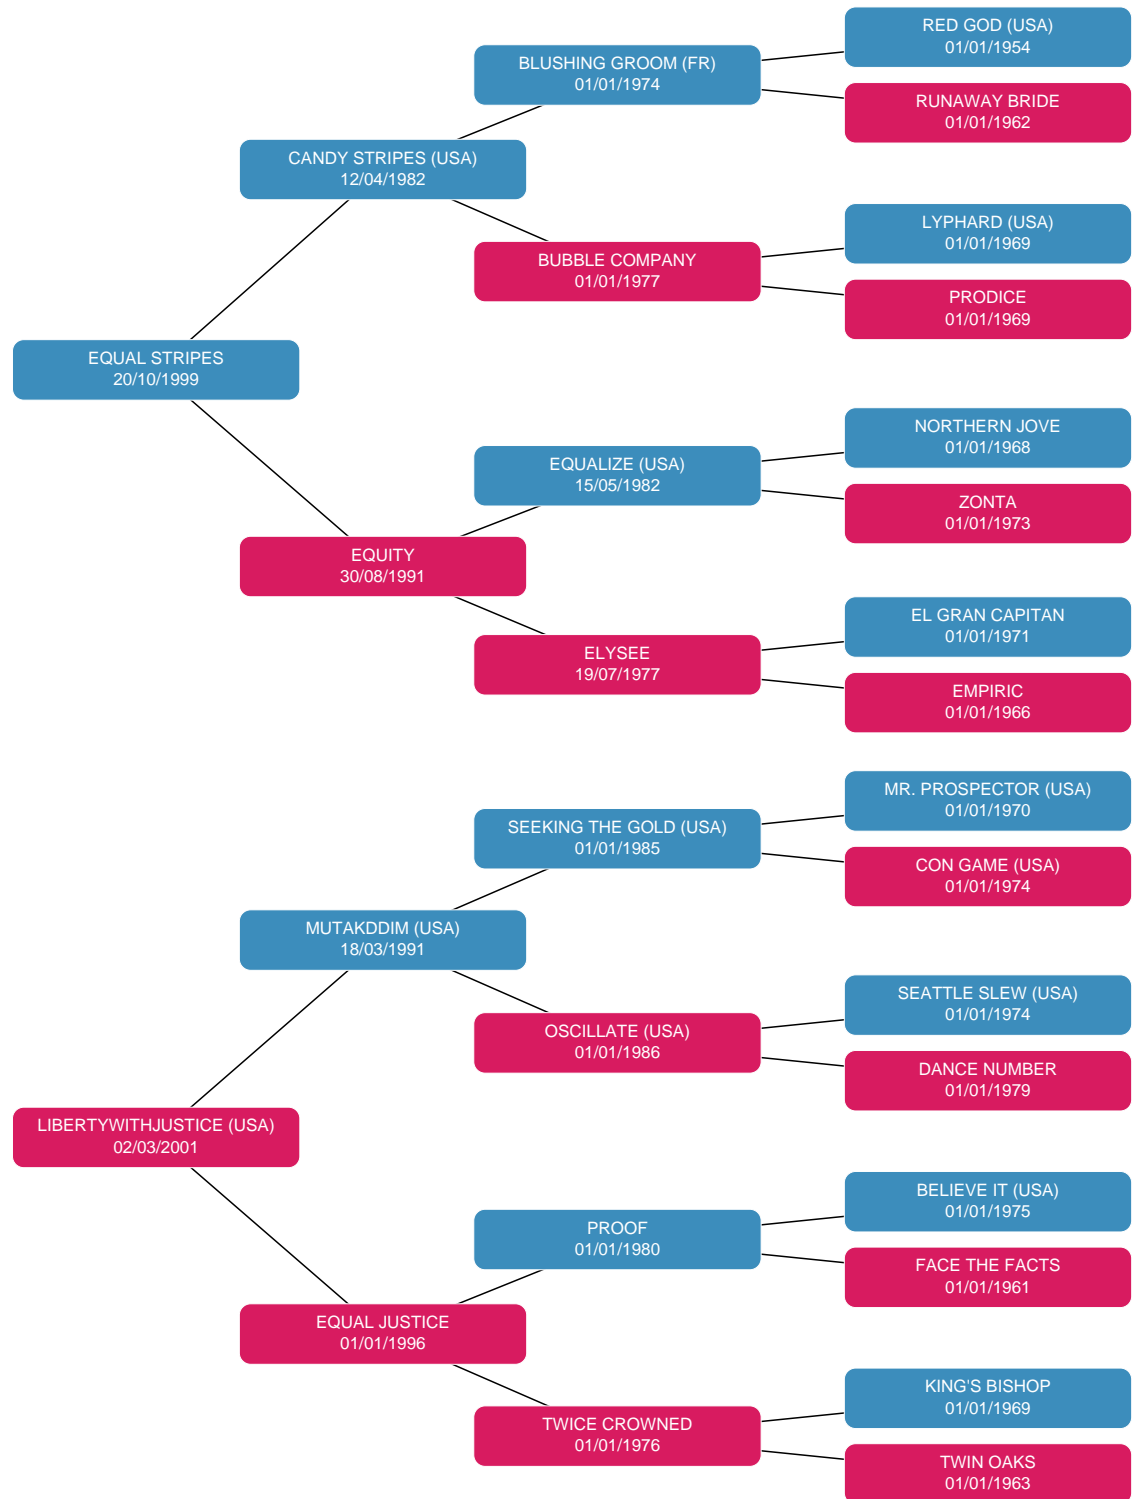 RED GOD (USA)
01/01/1954
BLUSHING GROOM (FR)
01/01/1974
RUNAWAY BRIDE
01/01/1962
CANDY STRIPES (USA)
12/04/1982
LYPHARD (USA)
01/01/1969
BUBBLE COMPANY
01/01/1977
PRODICE
01/01/1969
EQUAL STRIPES
20/10/1999
NORTHERN JOVE
01/01/1968
EQUALIZE (USA)
15/05/1982
ZONTA
01/01/1973
EQUITY
30/08/1991
EL GRAN CAPITAN
01/01/1971
ELYSEE
19/07/1977
EMPIRIC
01/01/1966
MR. PROSPECTOR (USA)
01/01/1970
SEEKING THE GOLD (USA)
01/01/1985
CON GAME (USA)
01/01/1974
MUTAKDDIM (USA)
18/03/1991
SEATTLE SLEW (USA)
01/01/1974
OSCILLATE (USA)
01/01/1986
DANCE NUMBER
01/01/1979
LIBERTYWITHJUSTICE (USA)
02/03/2001
BELIEVE IT (USA)
01/01/1975
PROOF
01/01/1980
FACE THE FACTS
01/01/1961
EQUAL JUSTICE
01/01/1996
KING'S BISHOP
01/01/1969
TWICE CROWNED
01/01/1976
TWIN OAKS
01/01/1963